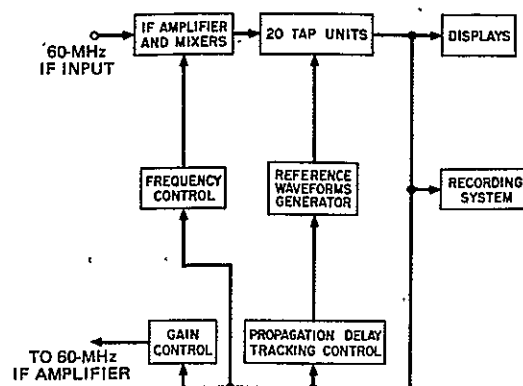 60-MHz
IF INPUT
IF AMPLIFIER
AND MIXERS
20 TAP UNITS
DISPLAYS
FREQUENCY
CONTROL
REFERENCE
WAVEFORMS
GENERATOR
RECORDING
SYSTEM
GAIN
CONTROL
PROPAGATION DELAY
TRACKING CONTROL
TO 60-MHz
IF AMPLIFIER